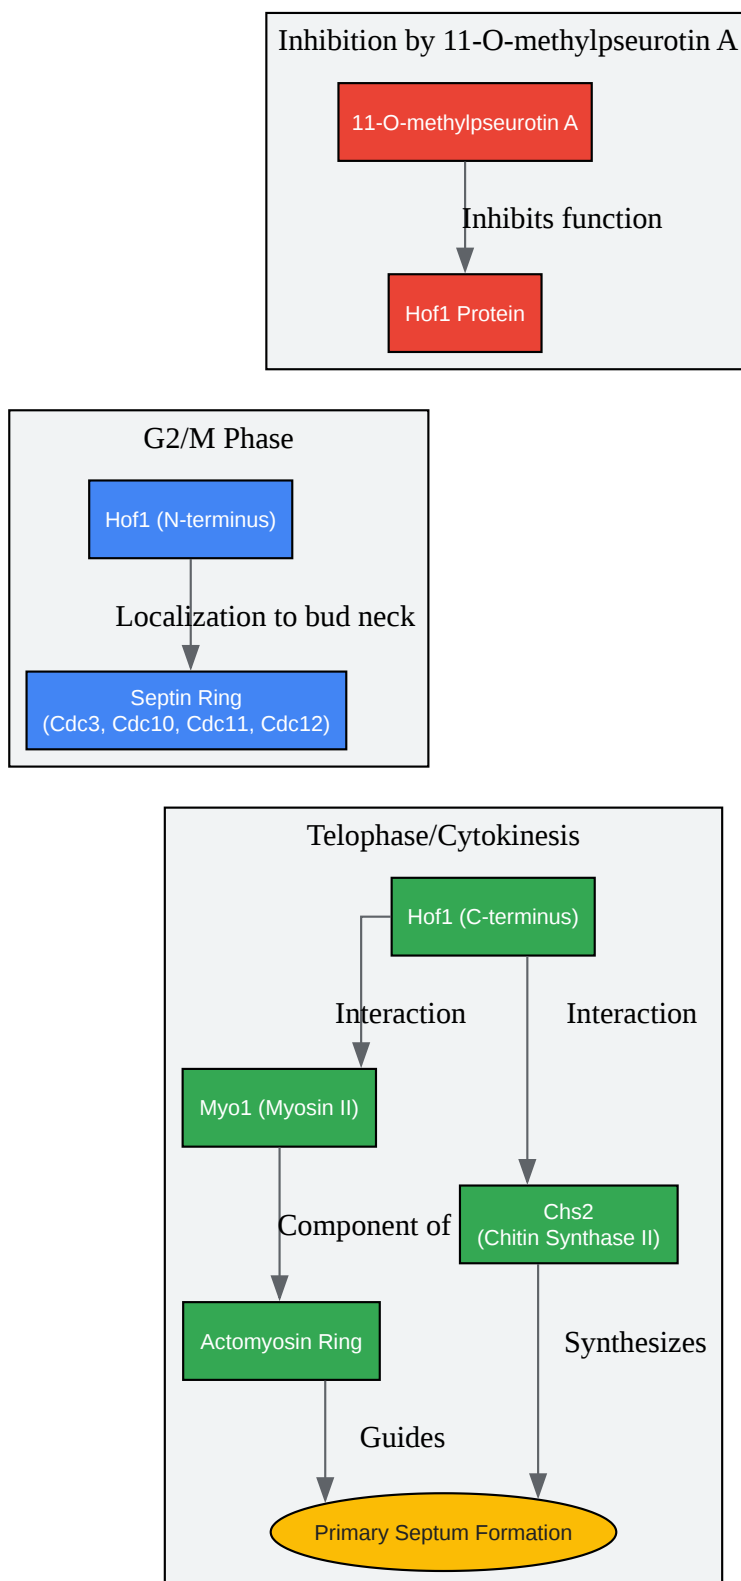 Inhibition by 11-O-methylpseurotin A
11-O-methylpseurotin A
Inhibits function
Hof1 Protein
G2/M Phase
Hof1 (N-terminus)
Localization to bud neck
Septin Ring
(Cdc3, Cdc10, Cdc11, Cdc12)
Telophase/Cytokinesis
Hof1 (C-terminus)
Interaction
Interaction
Myo1 (Myosin II)
Chs2
(Chitin Synthase II)
Component of
Actomyosin Ring
Synthesizes
Guides
Primary Septum Formation